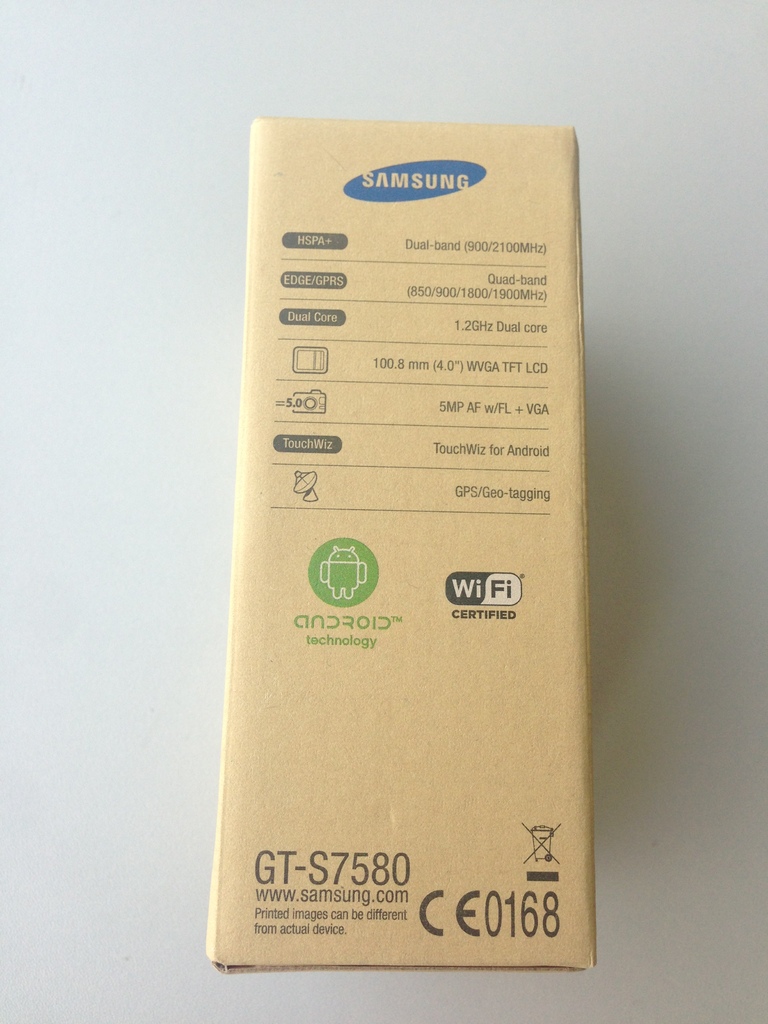 SAMSUNG
HSPA+ Dual-band (900/2100MHz)
EDGE/GPRS Quad-band
(850/900/1800/1900MHz)
Dual Core 1.2GHz Dual core
100.8 mm (4.0") WVGA TFT LCD
=5.0 5MP AF w/FL + VGA
TouchWiz TouchWiz for Android
GPS/Geo-tagging
Wi Fi®
CERTIFIED
ANDROID™
technology
GT-S7580
www.samsung.com
Printed images can be different
from actual device.
CE0168